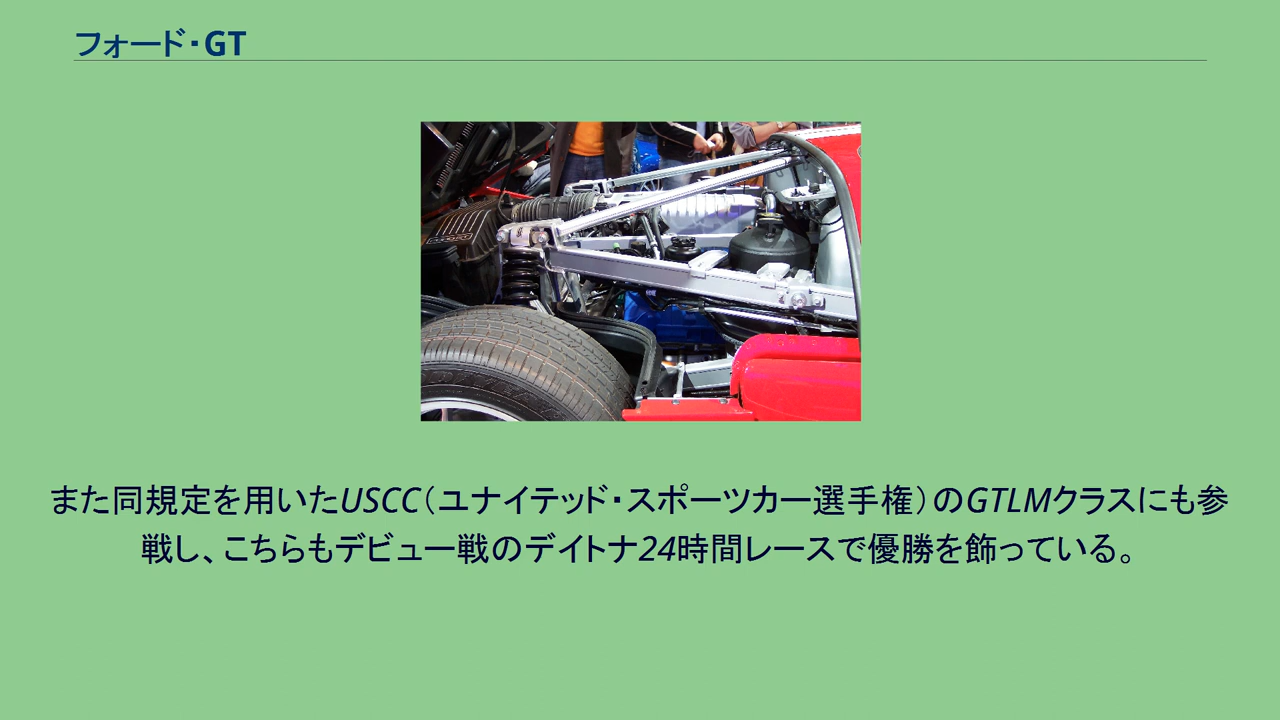 フォード・GT
また同規定を用いたUSCC（ユナイテッド・スポーツカー選手権）のGTLMクラスにも参
戦し、こちらもデビュー戦のデイトナ24時間レースで優勝を飾っている。